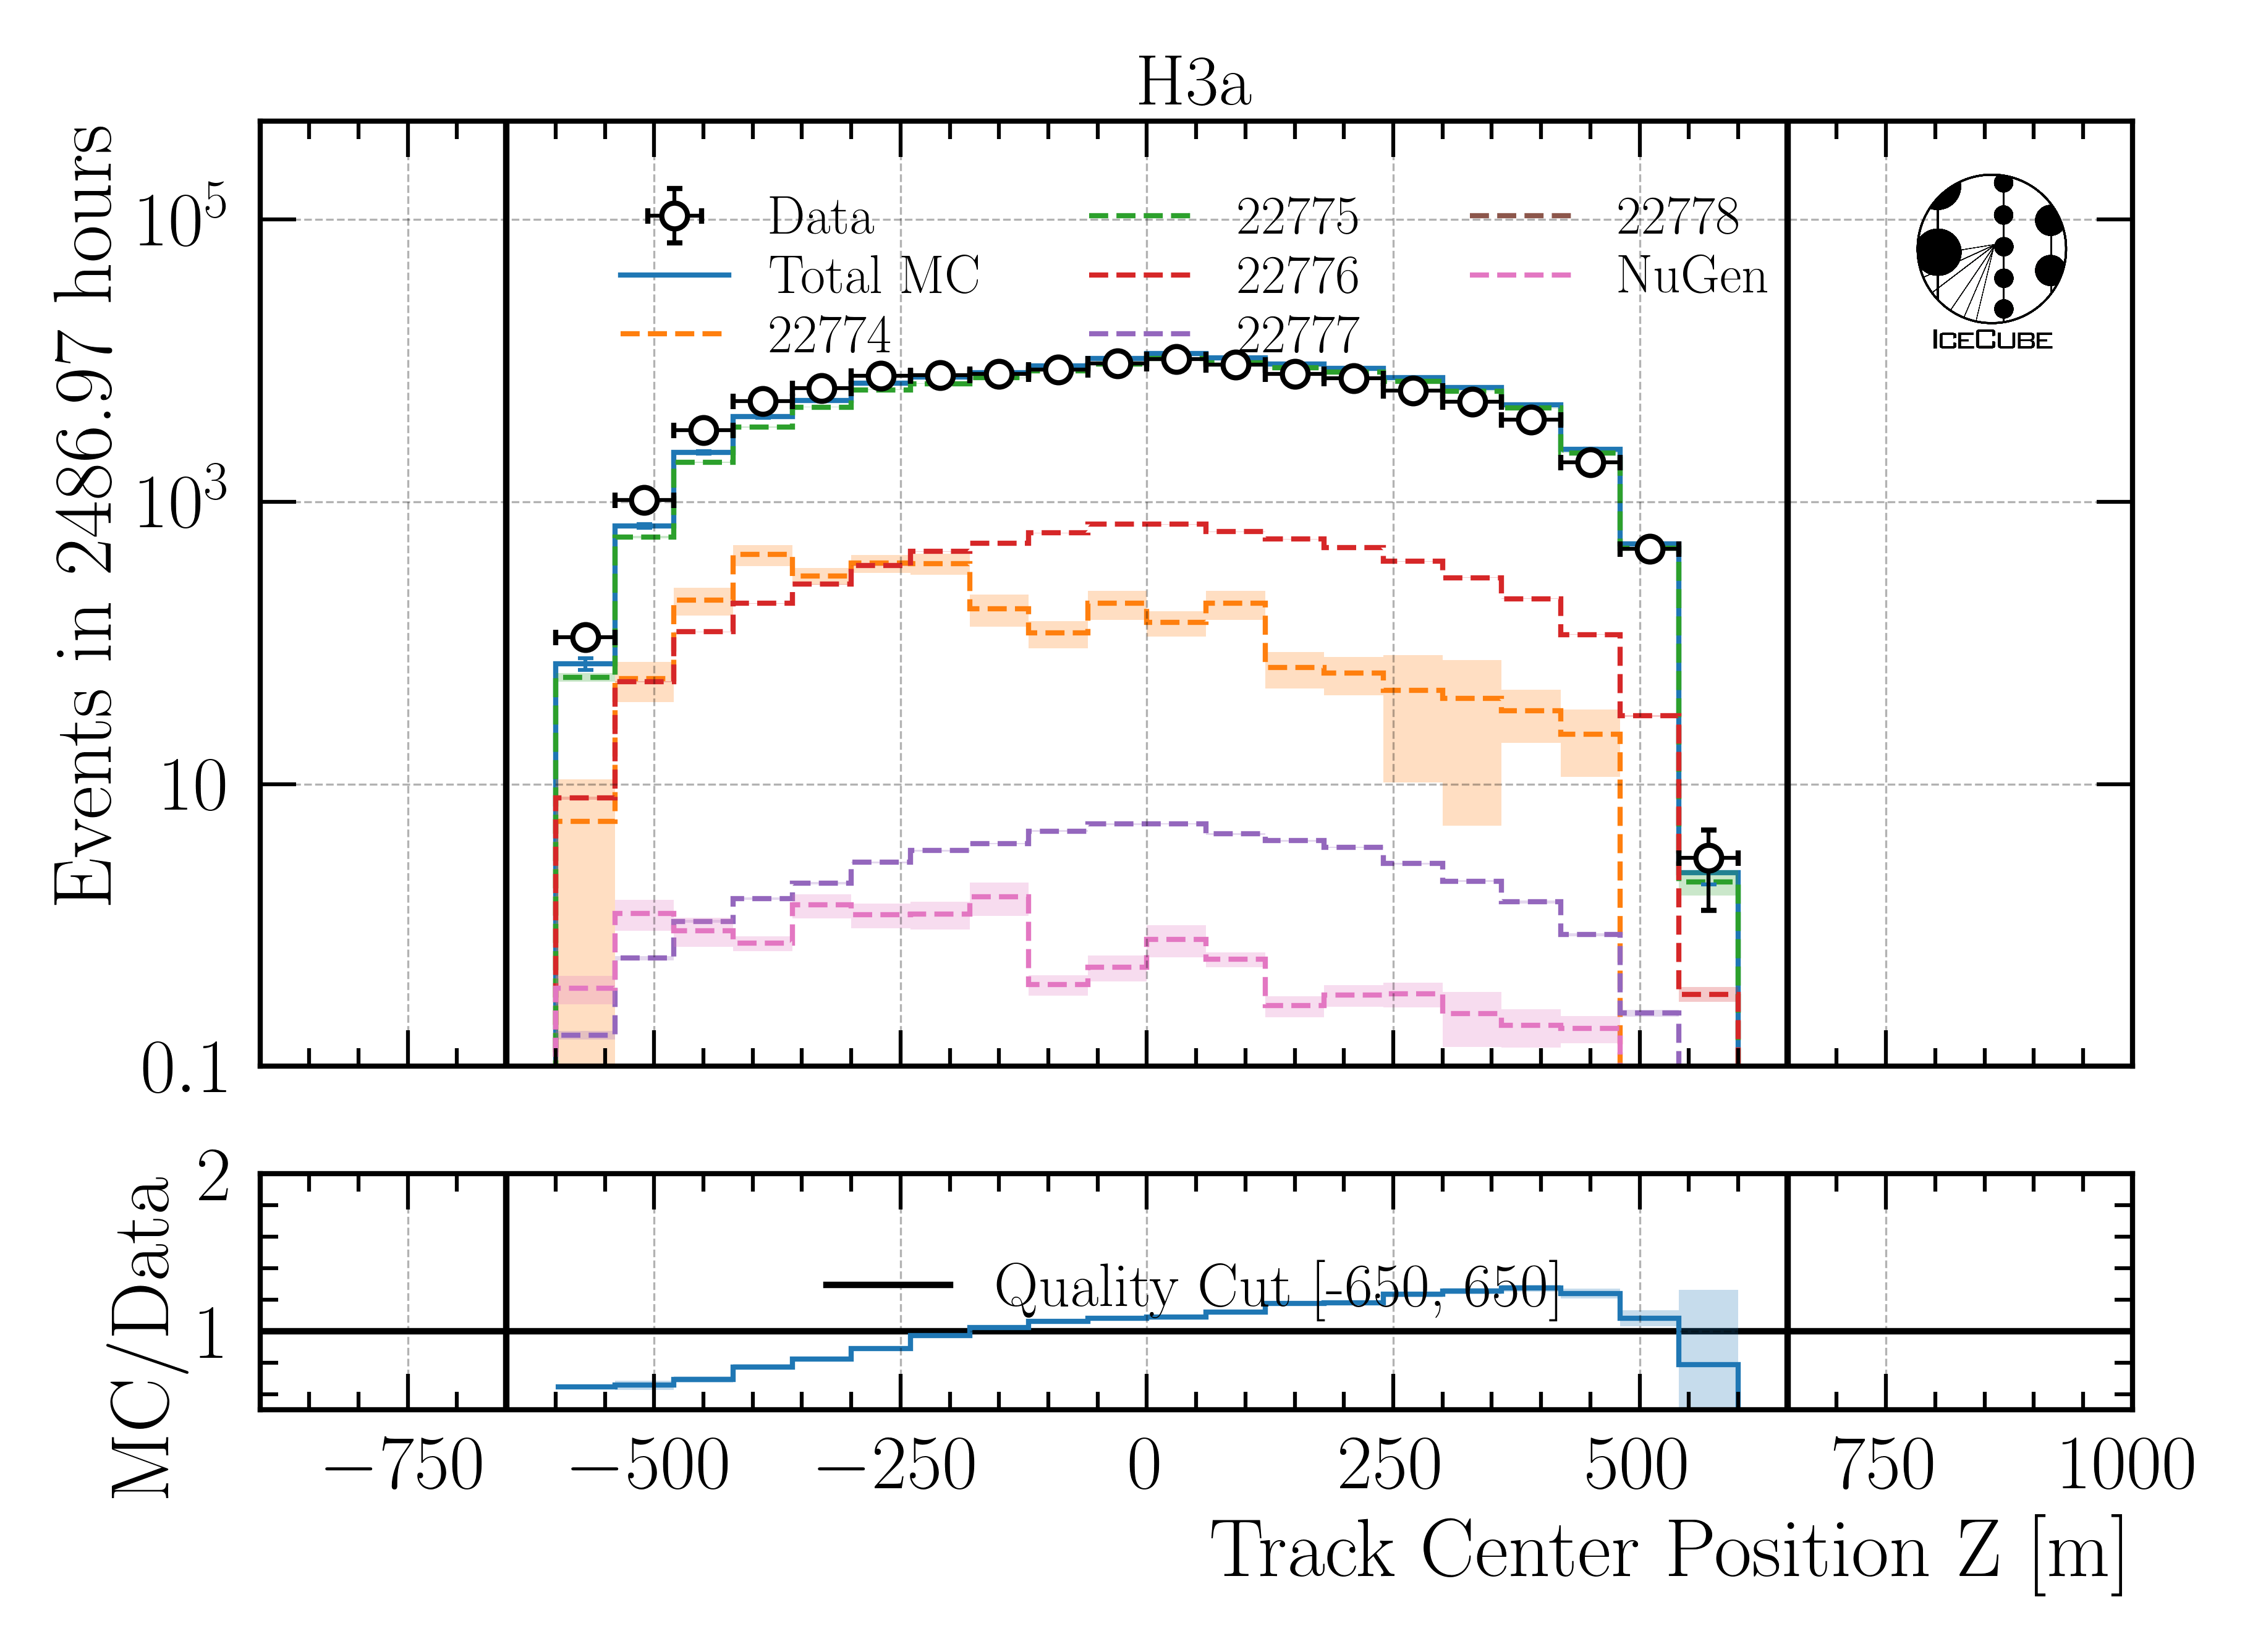 H3a
Events in 2486.97 hours
10^5
10^3
10
0.1
Data
Total MC
22774
22775
22776
22777
22778
NuGen
ICECUBE
MC/Data
2
1
Quality Cut [-650, 650]
−750
−500
−250
0
250
500
750
1000
Track Center Position Z [m]